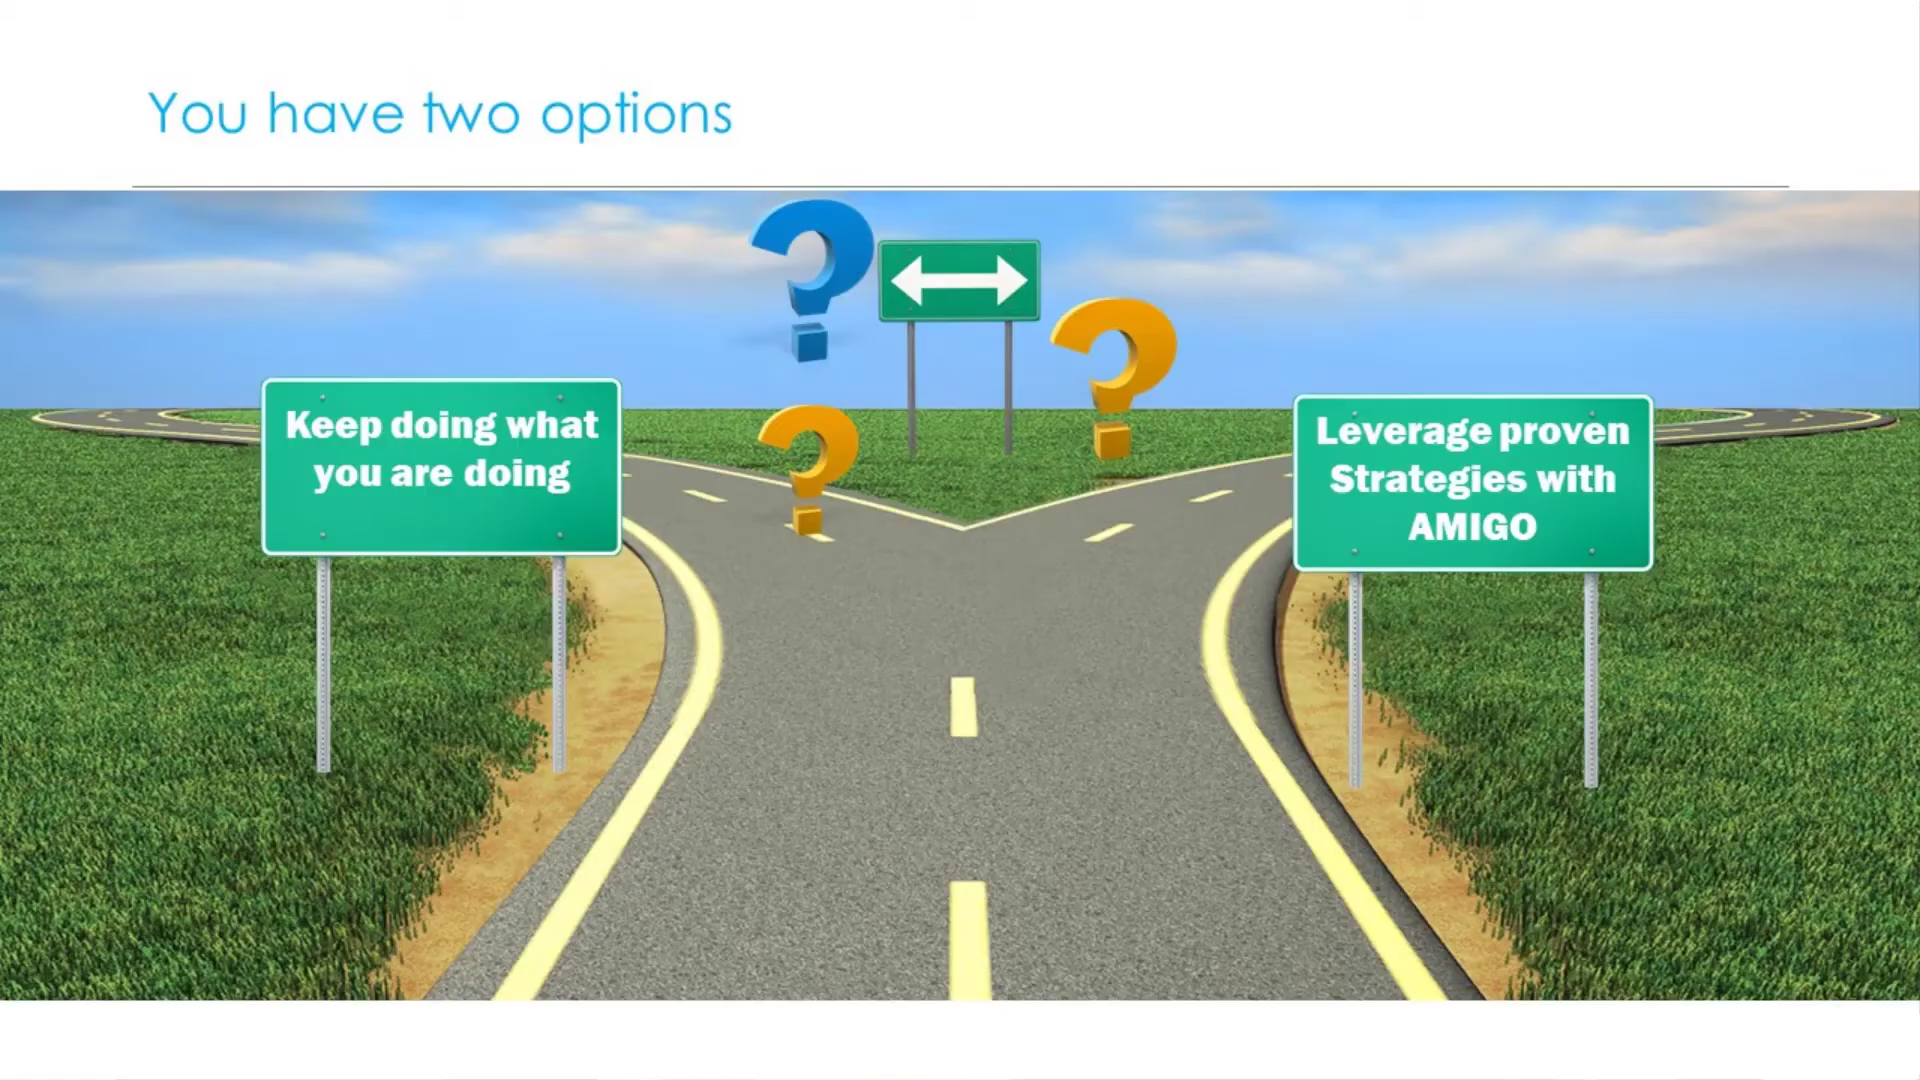 You have two options
Keep doing what
you are doing
Leverage proven
Strategies with
AMIGO